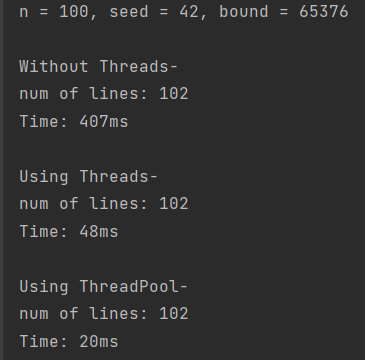 n = 100, seed = 42, bound = 65376
Without Threads-
num of lines: 102
Time: 407ms
Using Threads-
num of lines: 102
Time: 48ms
Using ThreadPool-
num of lines: 102
Time: 20ms